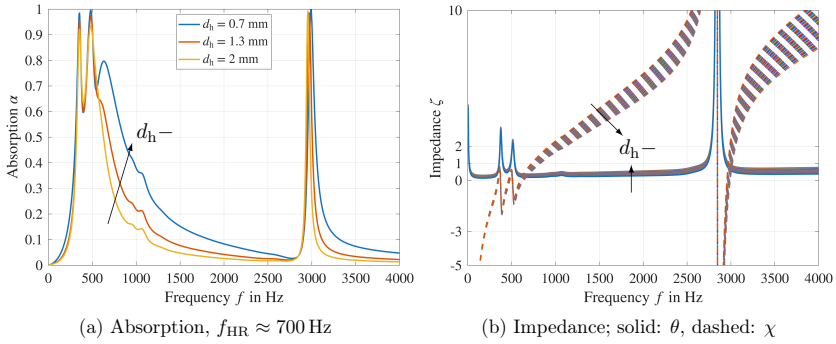 1
0.9
0.8
0.7
0.6
0.5
0.4
0.3
0.2
0.1
0
Absorption α
d_h = 0.7 mm
d_h = 1.3 mm
d_h = 2 mm
d_h−
0 500 1000 1500 2000 2500 3000 3500 4000
Frequency f in Hz
(a) Absorption, f_HR ≈ 700 Hz
10
2
1
0
-3
-5
Impedance ζ
d_h−
0 500 1000 1500 2000 2500 3000 3500 4000
Frequency f in Hz
(b) Impedance; solid: θ, dashed: χ